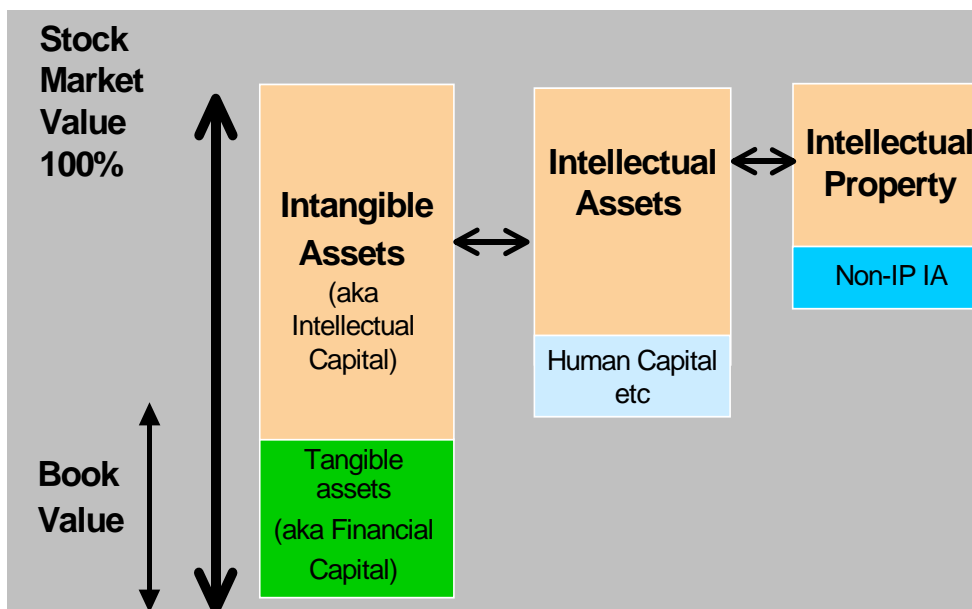 Stock
Market
Value
100%
Book
Value
Intangible
Assets
(aka
Intellectual
Capital)
Tangible
assets
(aka Financial
Capital)
Intellectual
Assets
Human Capital
etc
Intellectual
Property
Non-IP IA